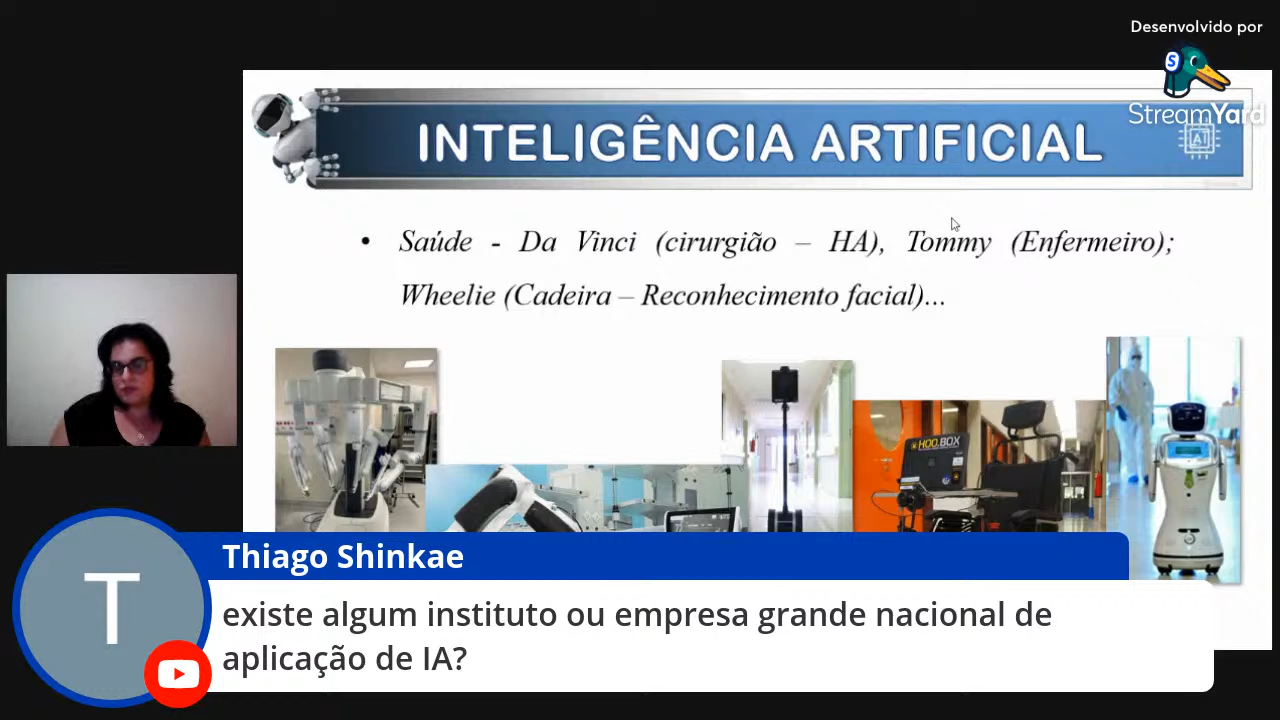 Desenvolvido por
StreamYard
INTELIGÊNCIA ARTIFICIAL
AI
• Saúde - Da Vinci (cirurgião – HA), Tommy (Enfermeiro);
Wheelie (Cadeira – Reconhecimento facial)...
HOO.BOX
T
Thiago Shinkae
existe algum instituto ou empresa grande nacional de
aplicação de IA?